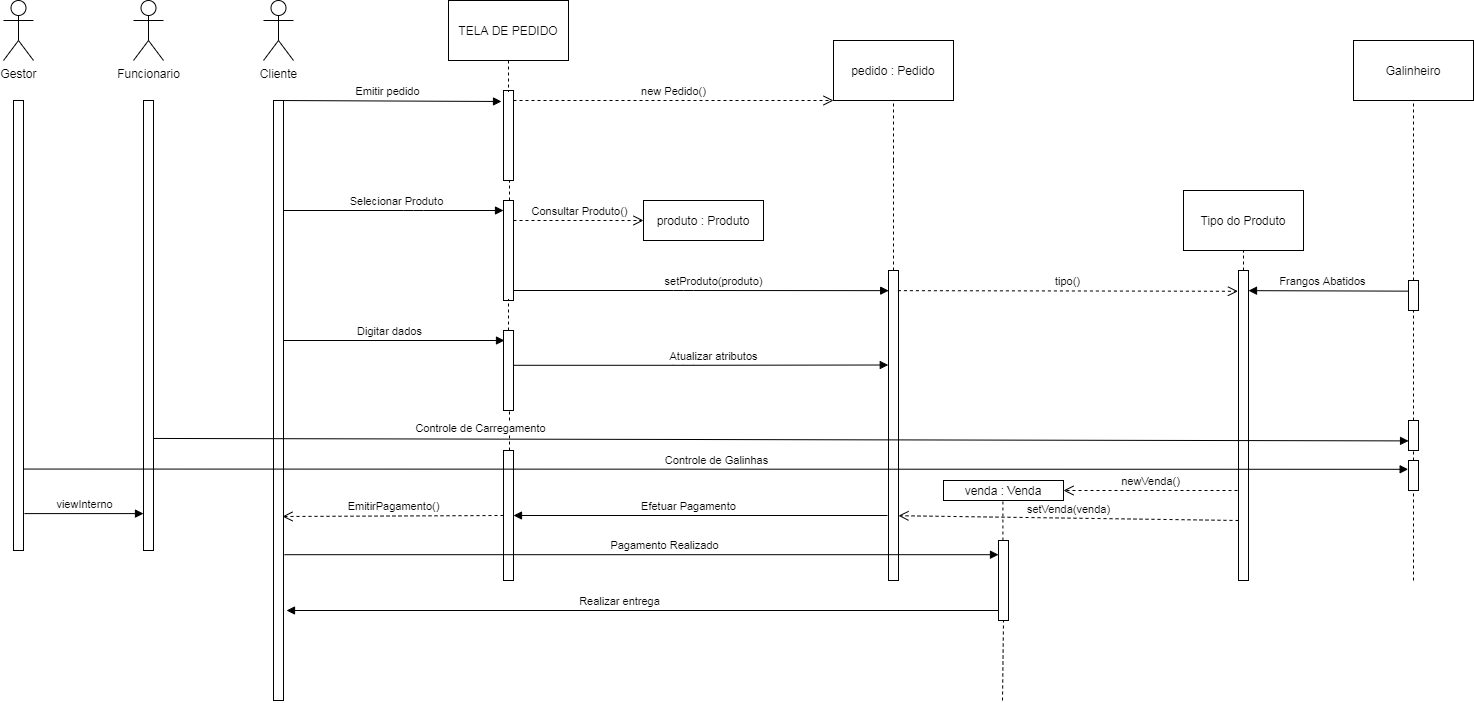 TELA DE PEDIDO
Gestor
Funcionario
Cliente
pedido : Pedido
Galinheiro
Emitir pedido
new Pedido()
Selecionar Produto
Consultar Produto()
produto : Produto
Tipo do Produto
setProduto(produto)
tipo()
Frangos Abatidos
Digitar dados
Atualizar atributos
Controle de Carregamento
Controle de Galinhas
newVenda()
venda : Venda
viewInterno
EmitirPagamento()
Efetuar Pagamento
setVenda(venda)
Pagamento Realizado
Realizar entrega